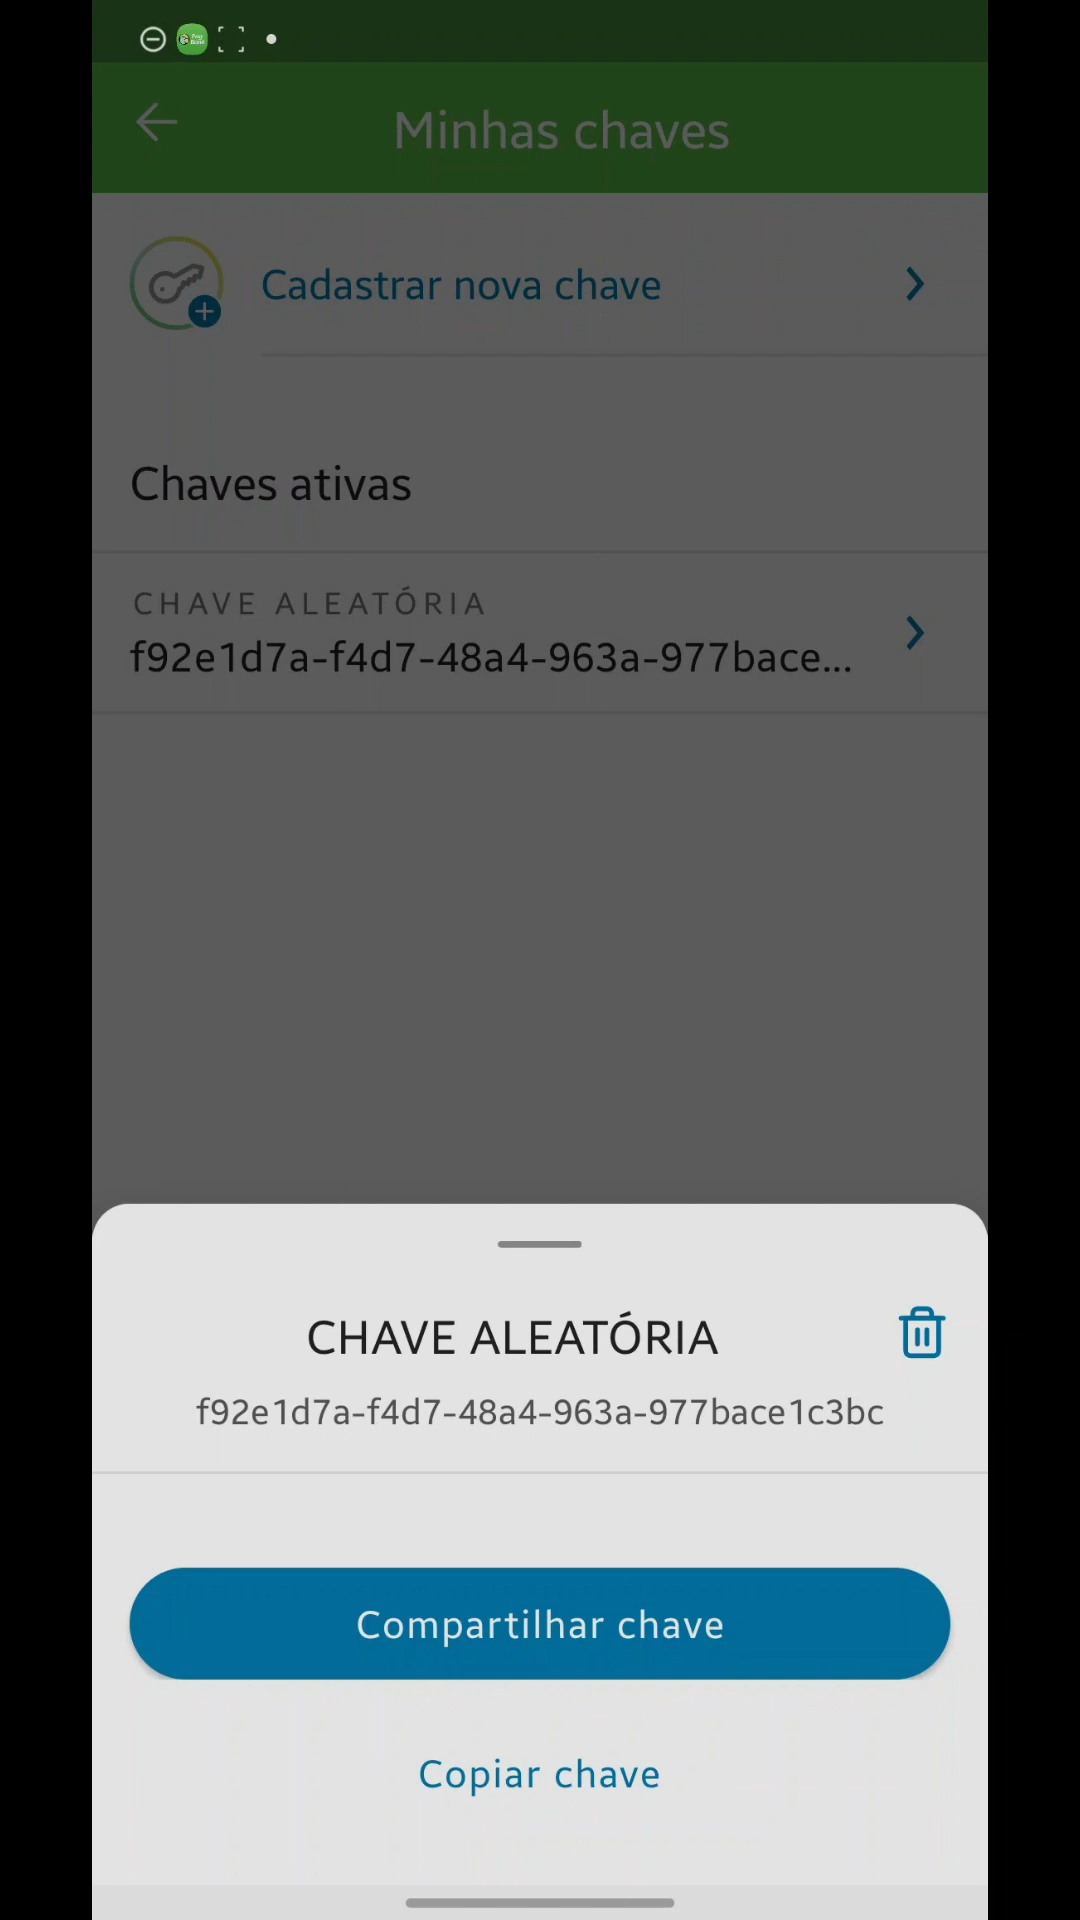 Minhas chaves
Cadastrar nova chave
Chaves ativas
CHAVE ALEATÓRIA
f92e1d7a-f4d7-48a4-963a-977bace...
CHAVE ALEATÓRIA
f92e1d7a-f4d7-48a4-963a-977bace1c3bc
Compartilhar chave
Copiar chave